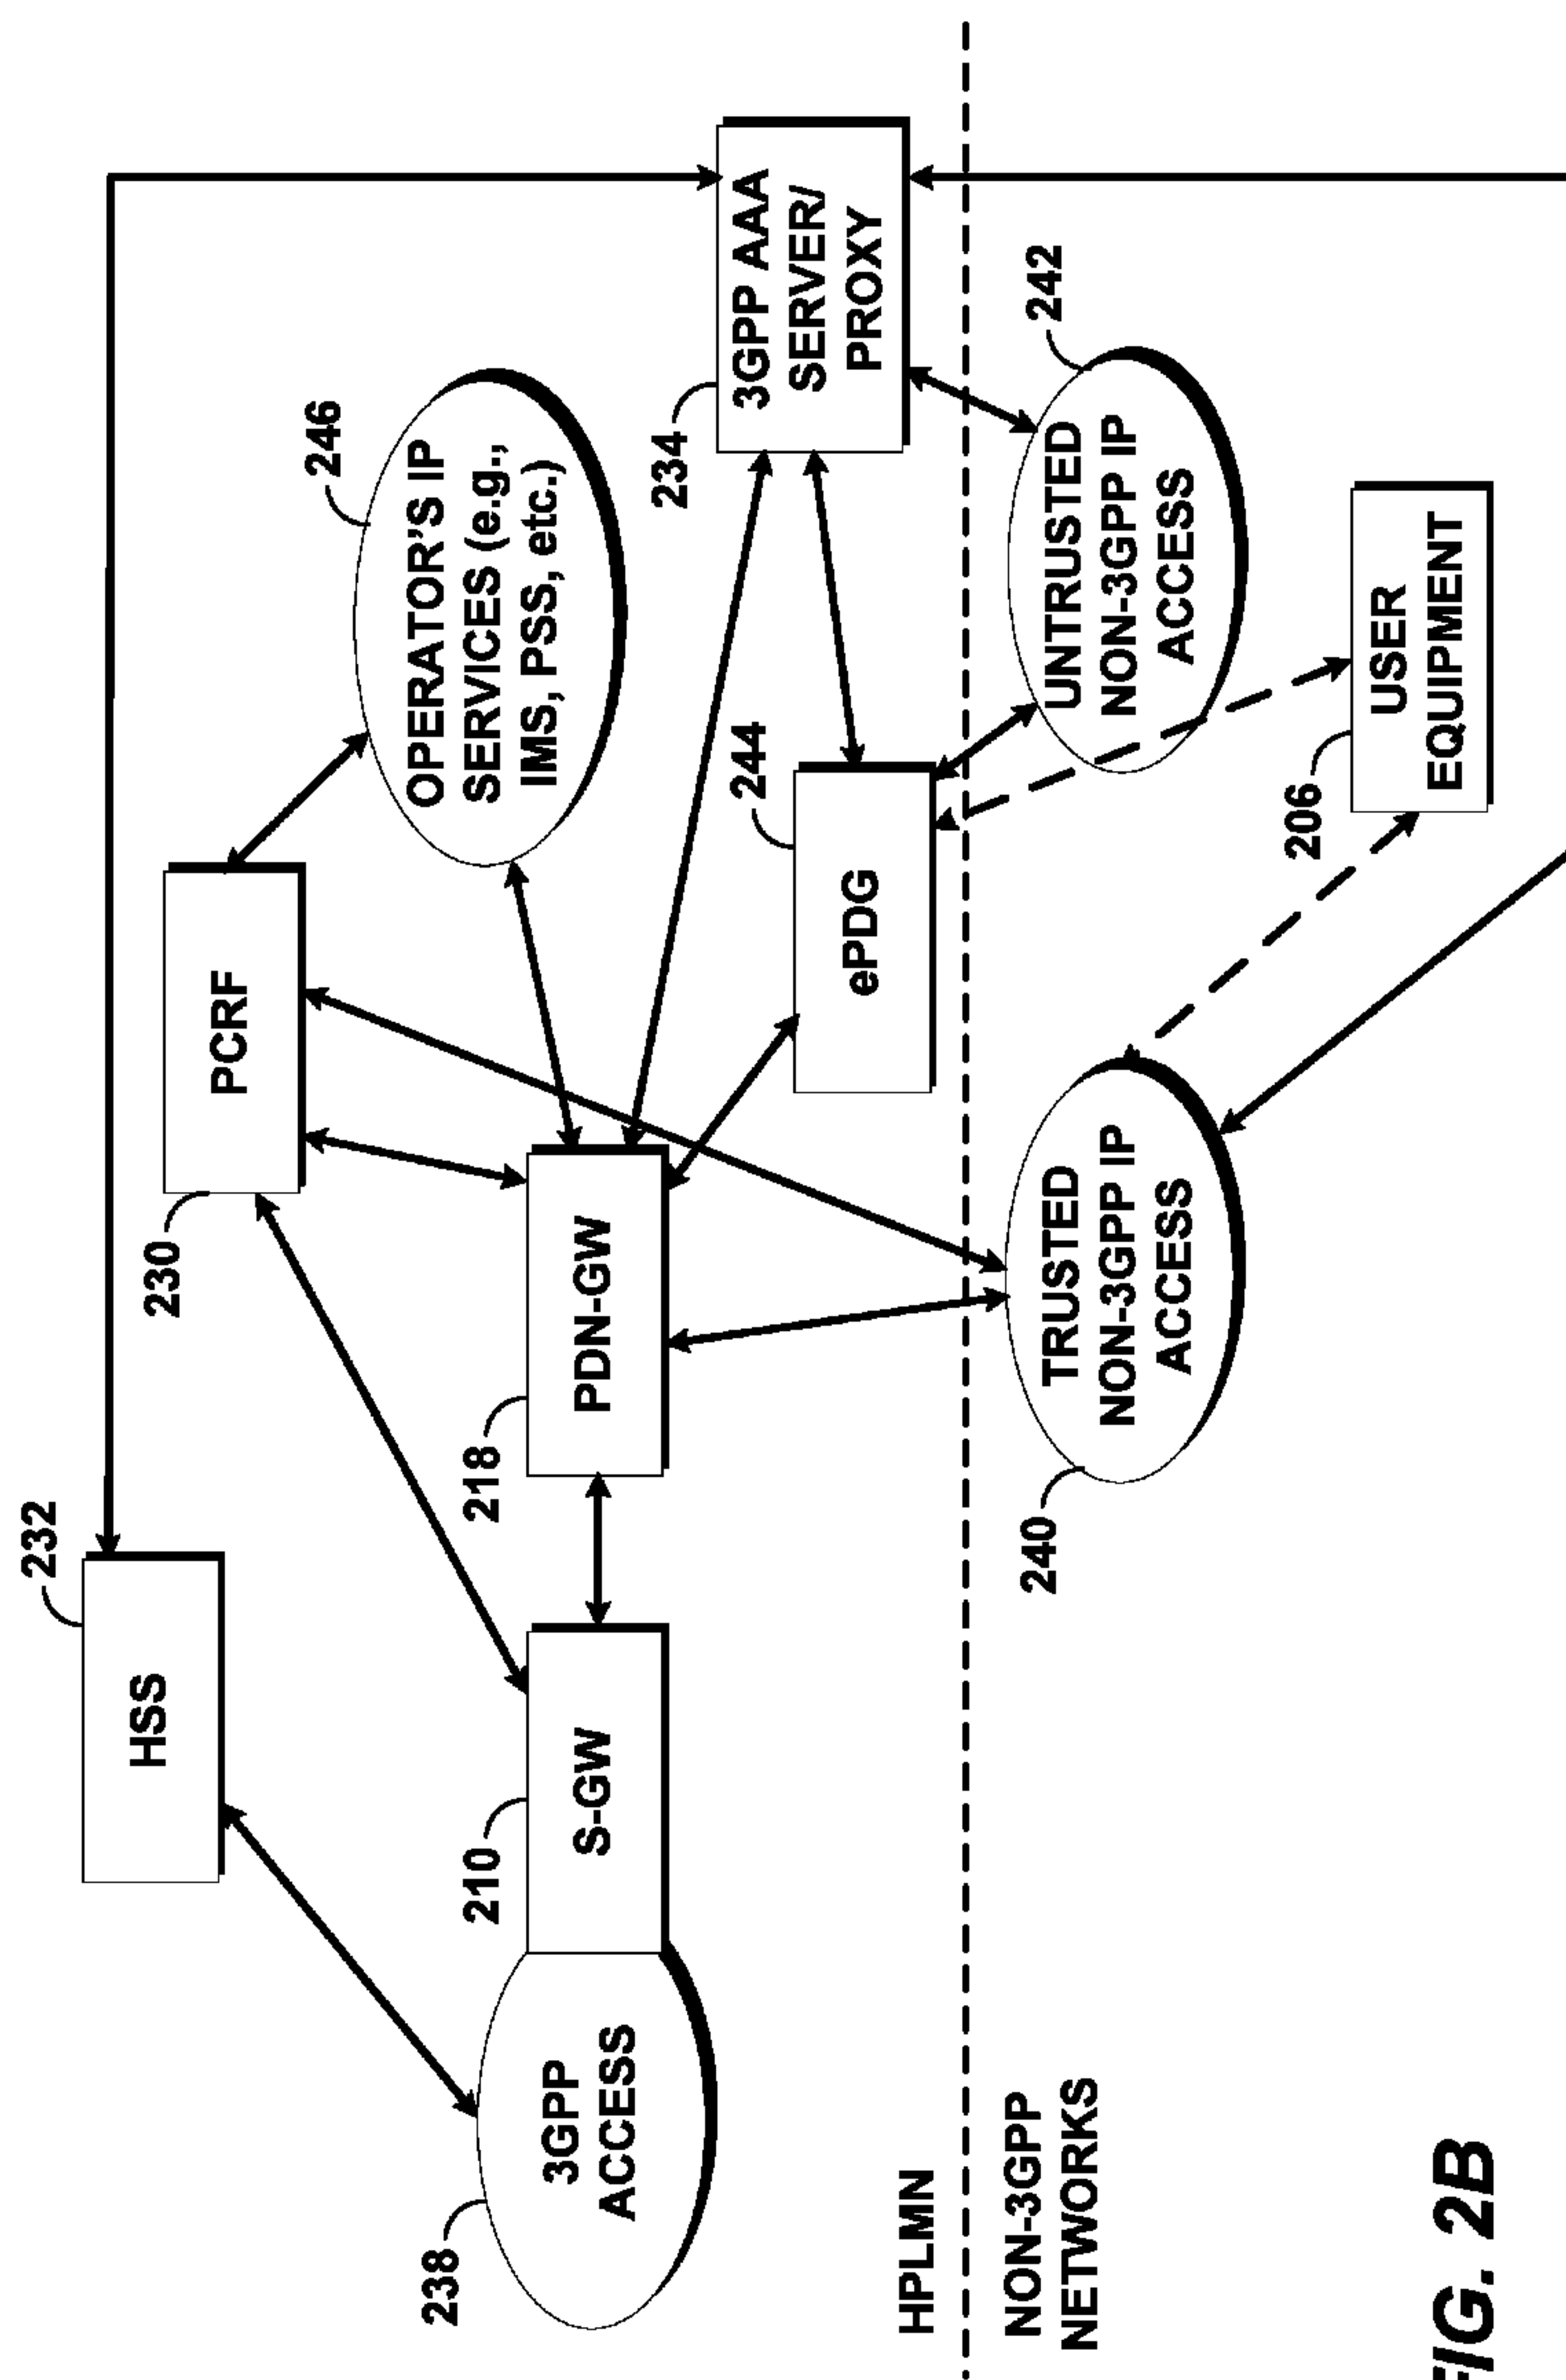 232
HSS
230
PCRF
246
OPERATOR'S IP
SERVICES (e.g.,
IMS, PSS, etc.)
238
3GPP
ACCESS
210
S-GW
218
PDN-GW
244
ePDG
234
3GPP AAA
SERVER/
PROXY
HPLMN
NON-3GPP
NETWORKS
240
TRUSTED
NON-3GPP IP
ACCESS
242
UNTRUSTED
NON-3GPP IP
ACCESS
206
USER
EQUIPMENT
FIG. 2B